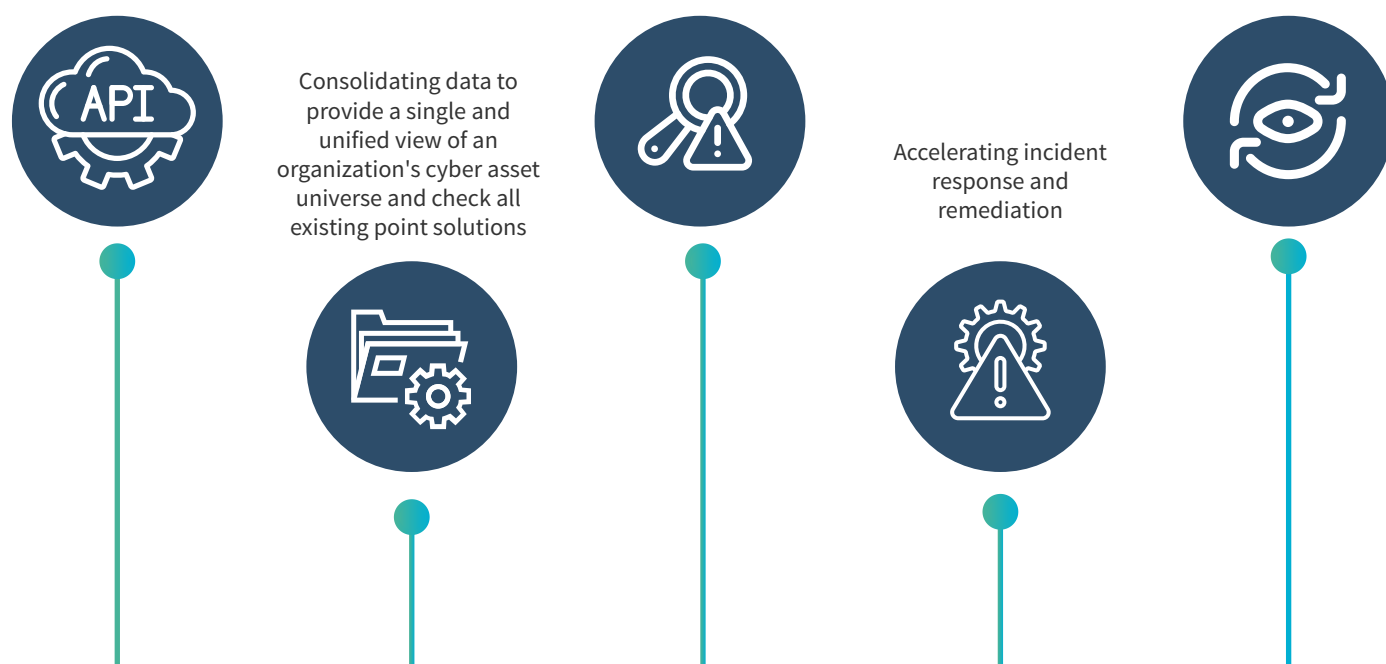 API
Consolidating data to
provide a single and
unified view of an
organization's cyber asset
universe and check all
existing point solutions
Accelerating incident
response and
remediation